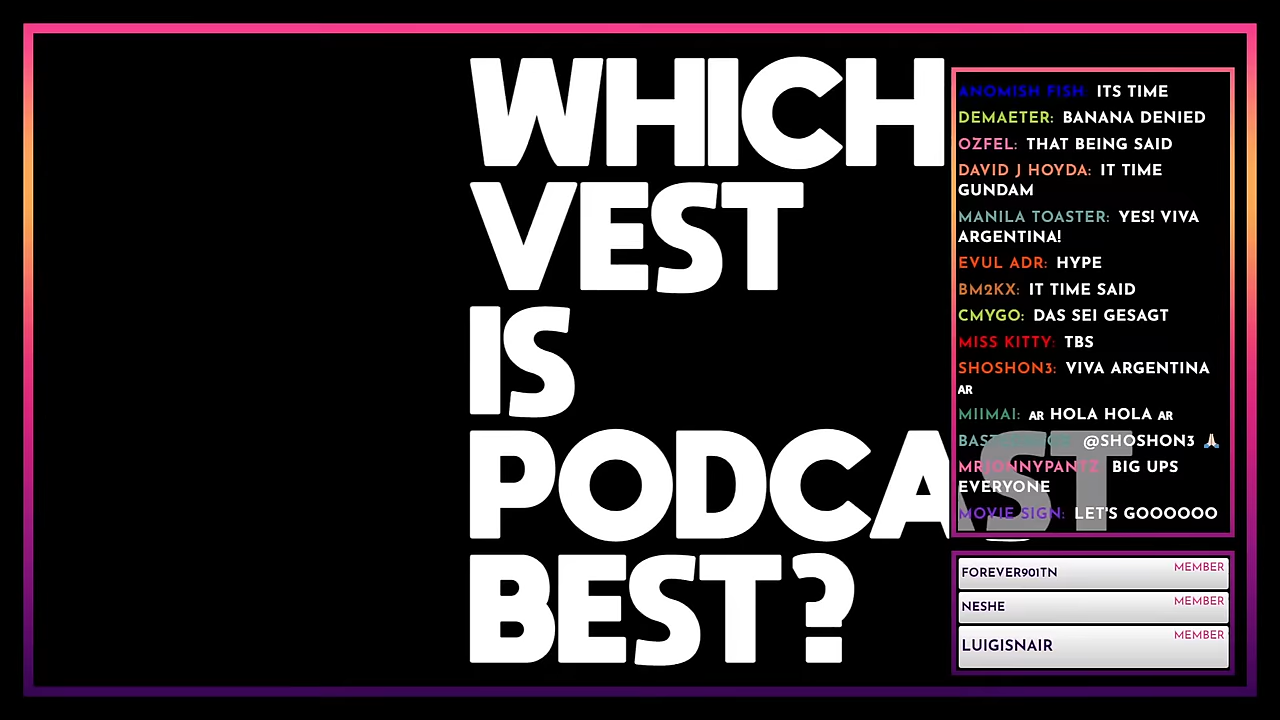 WHICH
VEST
IS
PODCAST
BEST?
ANOMISH FISH: ITS TIME
DEMAETER: BANANA DENIED
OZFEL: THAT BEING SAID
DAVID J HOYDA: IT TIME
GUNDAM
MANILA TOASTER: YES! VIVA
ARGENTINA!
EVUL ADR: HYPE
BM2KX: IT TIME SAID
CMYGO: DAS SEI GESAGT
MISS KITTY: TBS
SHOSHON3: VIVA ARGENTINA
AR
MIIMAI: AR HOLA HOLA AR
@SHOSHON3 🙏🏻
MRJONNYPANTZ BIG UPS
EVERYONE
MOVIE SIGN: LET'S GOOOOOO
FOREVER901TN MEMBER
NESHE MEMBER
LUIGISNAIR MEMBER